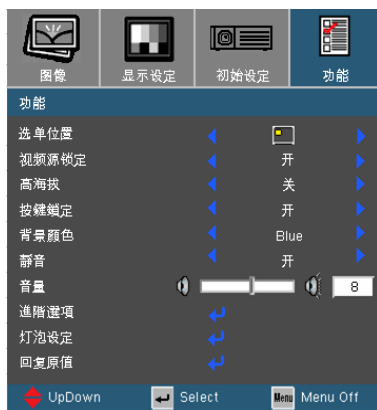 图像 显示设定 初始设定 功能
功能
选单位置
视频源锁定 开
高海拔 关
按鍵鎖定 开
背景颜色 Blue
靜音 开
音量 8
進階選項
灯泡设定
回复原值
UpDown Select Menu Menu Off